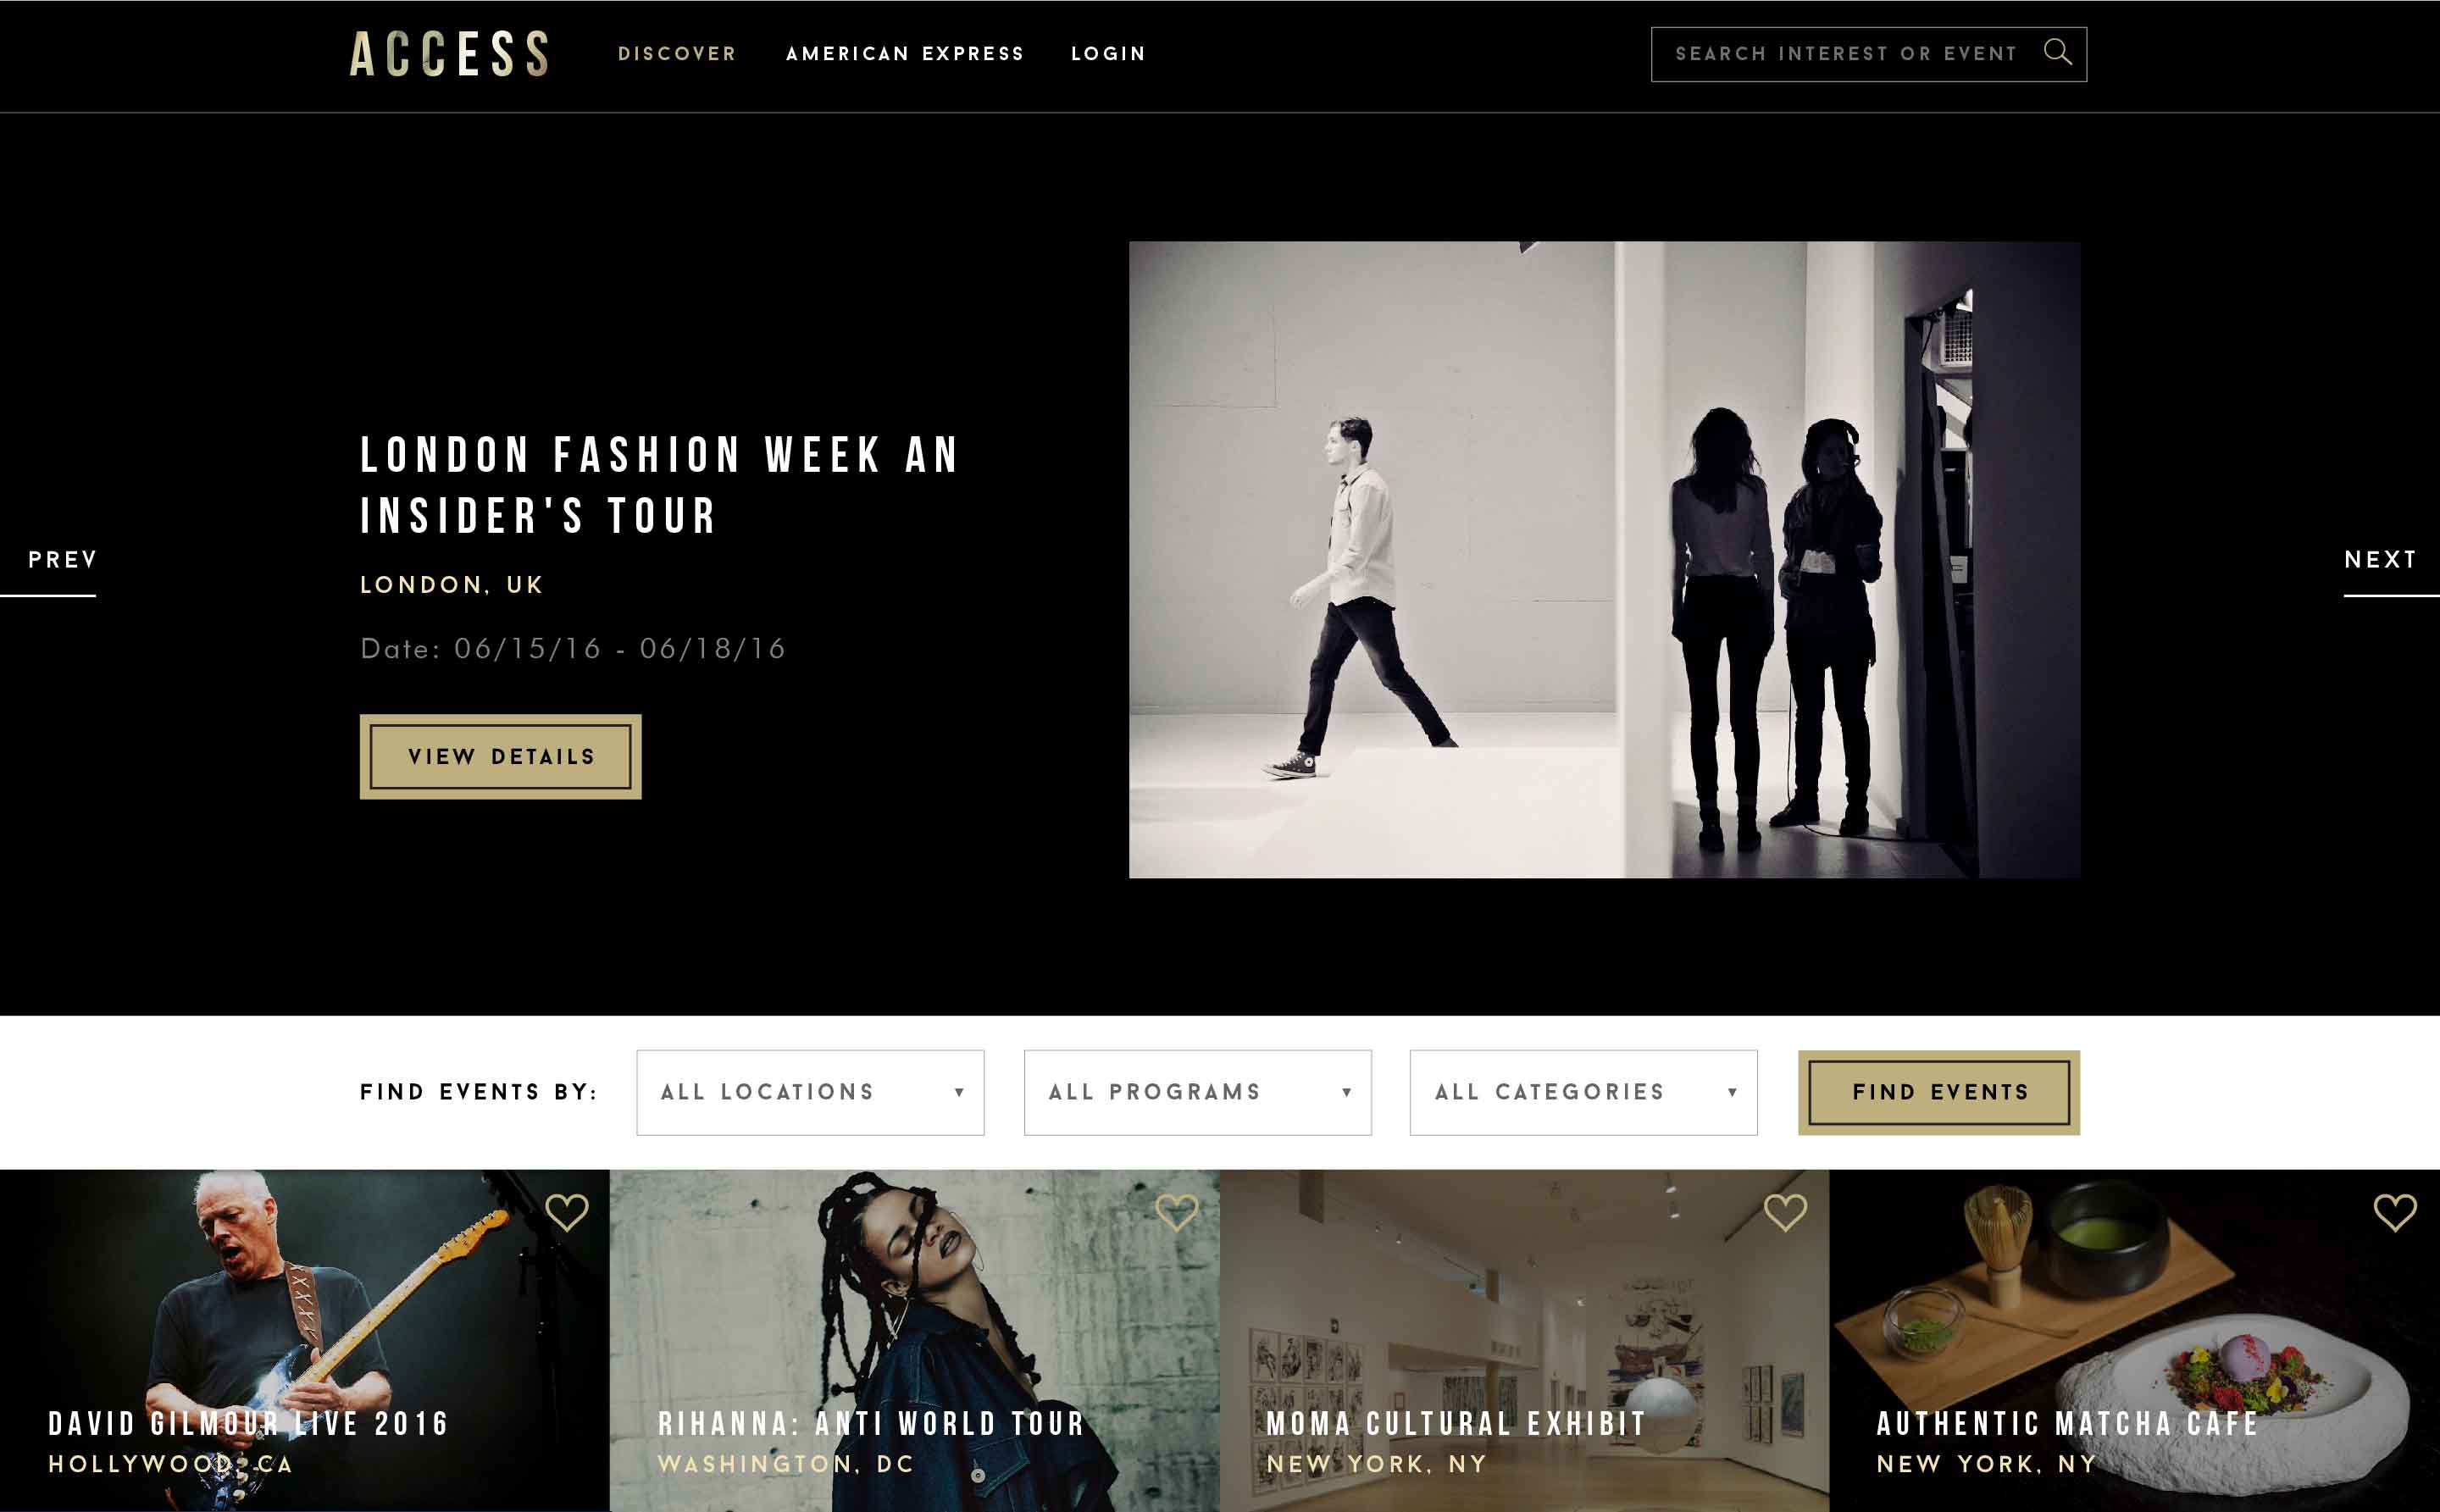 ACCESS
DISCOVER
AMERICAN EXPRESS
LOGIN
SEARCH INTEREST OR EVENT
LONDON FASHION WEEK AN
INSIDER'S TOUR
LONDON, UK
Date: 06/15/16 - 06/18/16
VIEW DETAILS
PREV
NEXT
FIND EVENTS BY:
ALL LOCATIONS
ALL PROGRAMS
ALL CATEGORIES
FIND EVENTS
DAVID GILMOUR LIVE 2016
HOLLYWOOD, CA
RIHANNA: ANTI WORLD TOUR
WASHINGTON, DC
MOMA CULTURAL EXHIBIT
NEW YORK, NY
AUTHENTIC MATCHA CAFE
NEW YORK, NY